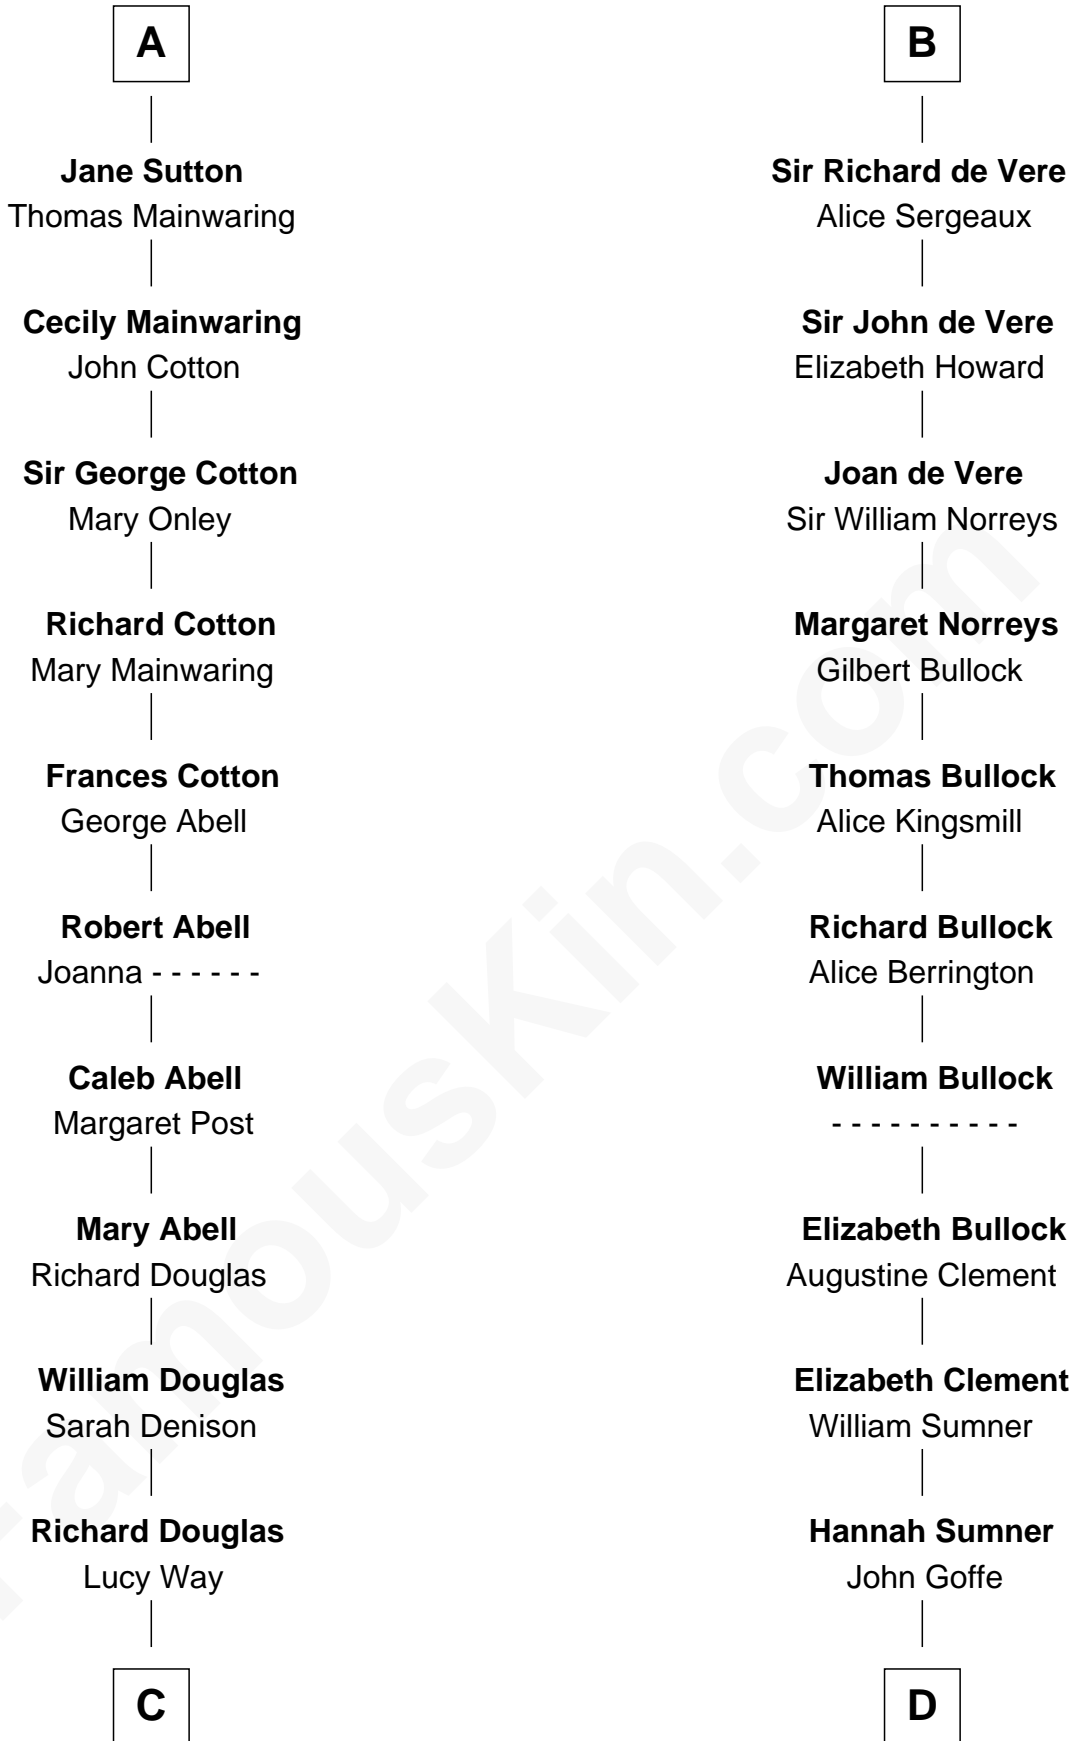 A
Jane Sutton
Thomas Mainwaring
Cecily Mainwaring
John Cotton
Sir George Cotton
Mary Onley
Richard Cotton
Mary Mainwaring
Frances Cotton
George Abell
Robert Abell
Joanna - - - - - -
Caleb Abell
Margaret Post
Mary Abell
Richard Douglas
William Douglas
Sarah Denison
Richard Douglas
Lucy Way
C
B
Sir Richard de Vere
Alice Sergeaux
Sir John de Vere
Elizabeth Howard
Joan de Vere
Sir William Norreys
Margaret Norreys
Gilbert Bullock
Thomas Bullock
Alice Kingsmill
Richard Bullock
Alice Berrington
William Bullock
- - - - - - - - - -
Elizabeth Bullock
Augustine Clement
Elizabeth Clement
William Sumner
Hannah Sumner
John Goffe
D
FamousKin.com